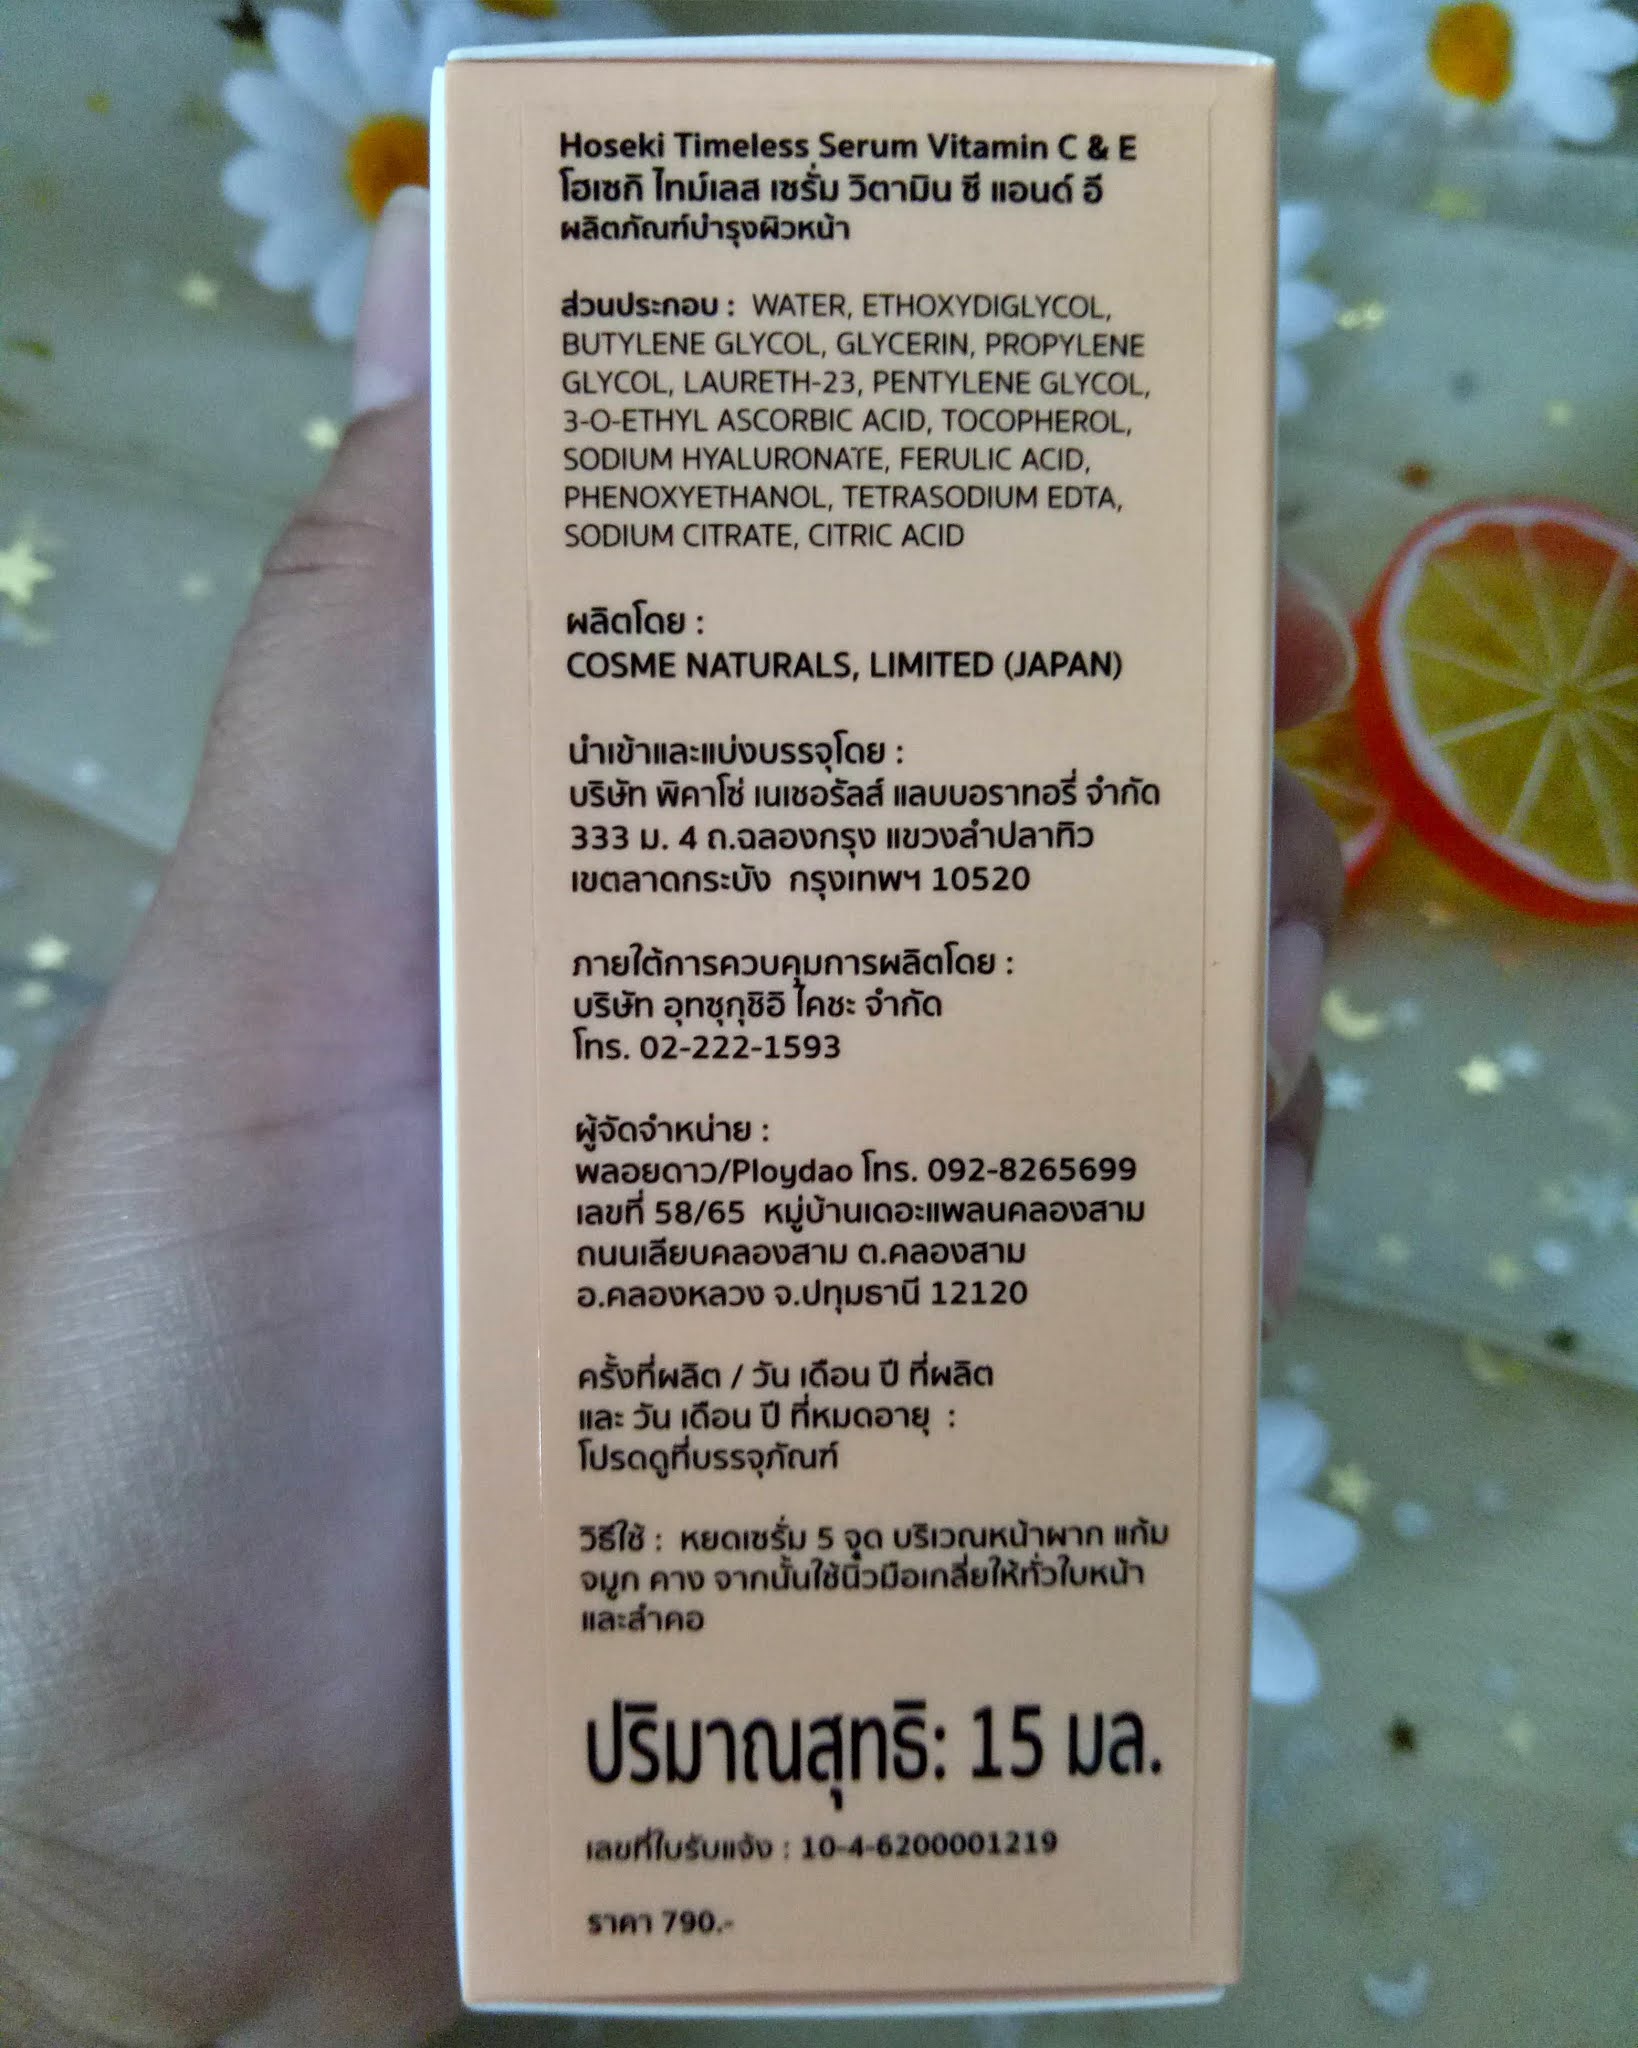 Hoseki Timeless Serum Vitamin C & E
โฮเซกิ ไทม์เลส เซรั่ม วิตามิน ซี แอนด์ อี
ผลิตภัณฑ์บำรุงผิวหน้า
ส่วนประกอบ : WATER, ETHOXYDIGLYCOL,
BUTYLENE GLYCOL, GLYCERIN, PROPYLENE
GLYCOL, LAURETH-23, PENTYLENE GLYCOL,
3-O-ETHYL ASCORBIC ACID, TOCOPHEROL,
SODIUM HYALURONATE, FERULIC ACID,
PHENOXYETHANOL, TETRASODIUM EDTA,
SODIUM CITRATE, CITRIC ACID
ผลิตโดย :
COSME NATURALS, LIMITED (JAPAN)
นำเข้าและแบ่งบรรจุโดย :
บริษัท พิคาโซ่ เนเชอรัลส์ แลบบอราทอรี่ จำกัด
333 ม. 4 ถ.ฉลองกรุง แขวงลำปลาทิว
เขตลาดกระบัง กรุงเทพฯ 10520
ภายใต้การควบคุมการผลิตโดย :
บริษัท อุทซุกุชิอิ ไคชะ จำกัด
โทร. 02-222-1593
ผู้จัดจำหน่าย :
พลอยดาว/Ploydao โทร. 092-8265699
เลขที่ 58/65 หมู่บ้านเดอะแพลนคลองสาม
ถนนเลียบคลองสาม ต.คลองสาม
อ.คลองหลวง จ.ปทุมธานี 12120
ครั้งที่ผลิต / วัน เดือน ปี ที่ผลิต
และ วัน เดือน ปี ที่หมดอายุ :
โปรดดูที่บรรจุภัณฑ์
วิธีใช้ : หยดเซรั่ม 5 จุด บริเวณหน้าผาก แก้ม
จมูก คาง จากนั้นใช้นิ้วมือเกลี่ยให้ทั่วใบหน้า
และลำคอ
ปริมาณสุทธิ: 15 มล.
เลขที่ใบรับแจ้ง : 10-4-6200001219
ราคา 790.-